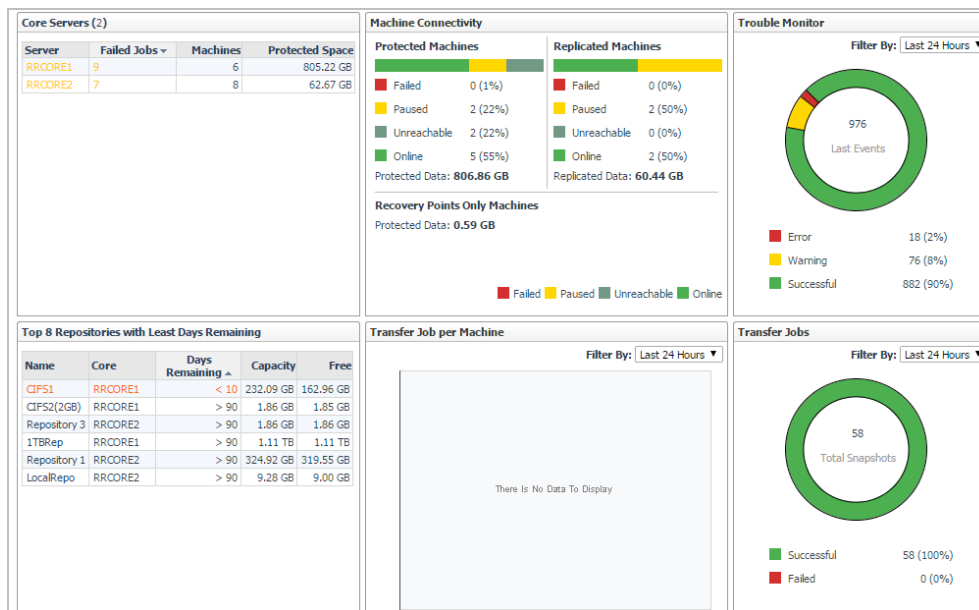 Core Servers (2)
Server Failed Jobs Machines Protected Space
RRCORE1 9 6 805.22 GB
RRCORE2 7 8 62.67 GB
Machine Connectivity
Protected Machines
Failed 0 (1%)
Paused 2 (22%)
Unreachable 2 (22%)
Online 5 (55%)
Protected Data: 806.86 GB
Replicated Machines
Failed 0 (0%)
Paused 2 (50%)
Unreachable 0 (0%)
Online 2 (50%)
Replicated Data: 60.44 GB
Recovery Points Only Machines
Protected Data: 0.59 GB
Failed Paused Unreachable Online
Trouble Monitor
Filter By: Last 24 Hours
976
Last Events
Error 18 (2%)
Warning 76 (8%)
Successful 882 (90%)
Top 8 Repositories with Least Days Remaining
Name Core Days Remaining Capacity Free
CIFS1 RRCORE1 < 10 232.09 GB 162.96 GB
CIFS2(2GB) RRCORE1 > 90 1.86 GB 1.85 GB
Repository 3 RRCORE2 > 90 1.86 GB 1.86 GB
1TBRep RRCORE1 > 90 1.11 TB 1.11 TB
Repository 1 RRCORE2 > 90 324.92 GB 319.55 GB
LocalRepo RRCORE2 > 90 9.28 GB 9.00 GB
Transfer Job per Machine
Filter By: Last 24 Hours
There Is No Data To Display
Transfer Jobs
Filter By: Last 24 Hours
58
Total Snapshots
Successful 58 (100%)
Failed 0 (0%)